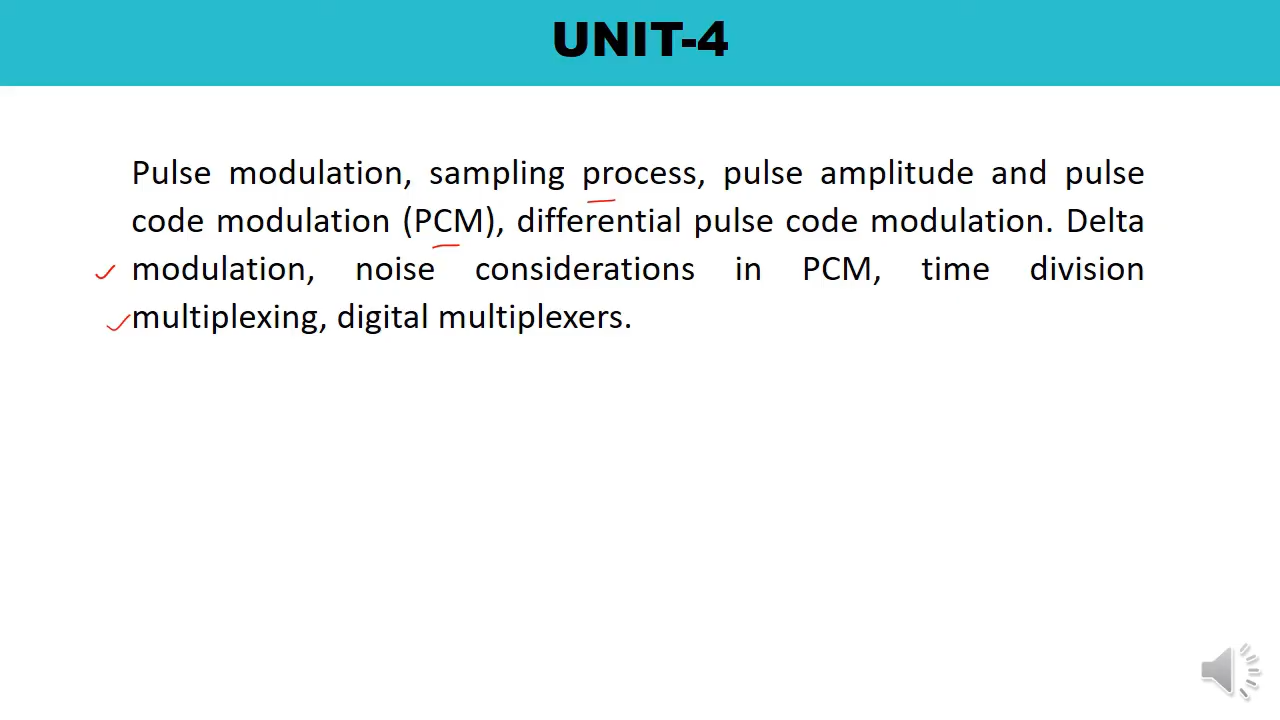 UNIT-4
Pulse modulation, sampling process, pulse amplitude and pulse
code modulation (PCM), differential pulse code modulation. Delta
modulation, noise considerations in PCM, time division
multiplexing, digital multiplexers.